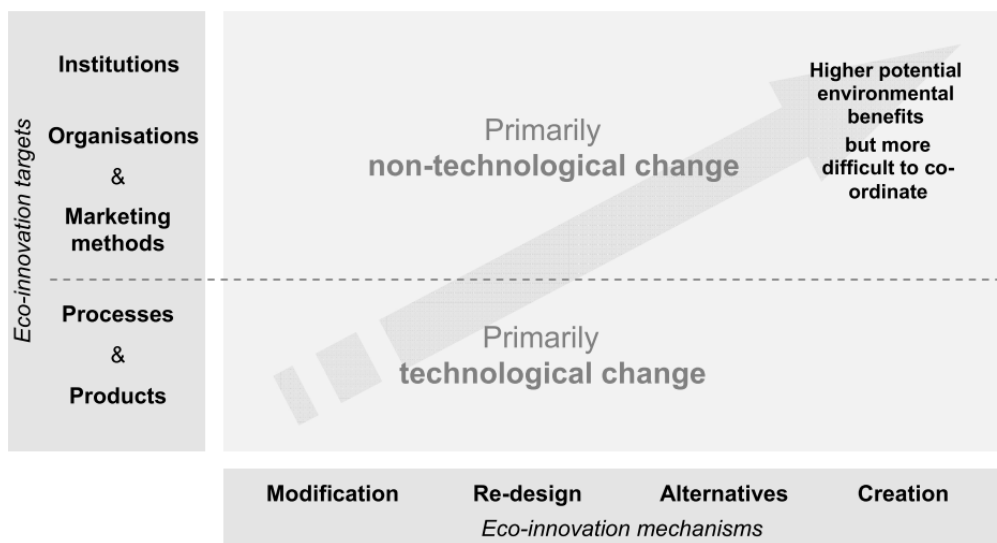 Eco-innovation targets
Institutions
Organisations
&
Marketing
methods
Processes
&
Products
Primarily
non-technological change
Higher potential
environmental
benefits
but more
difficult to co-
ordinate
Primarily
technological change
Modification Re-design Alternatives Creation
Eco-innovation mechanisms